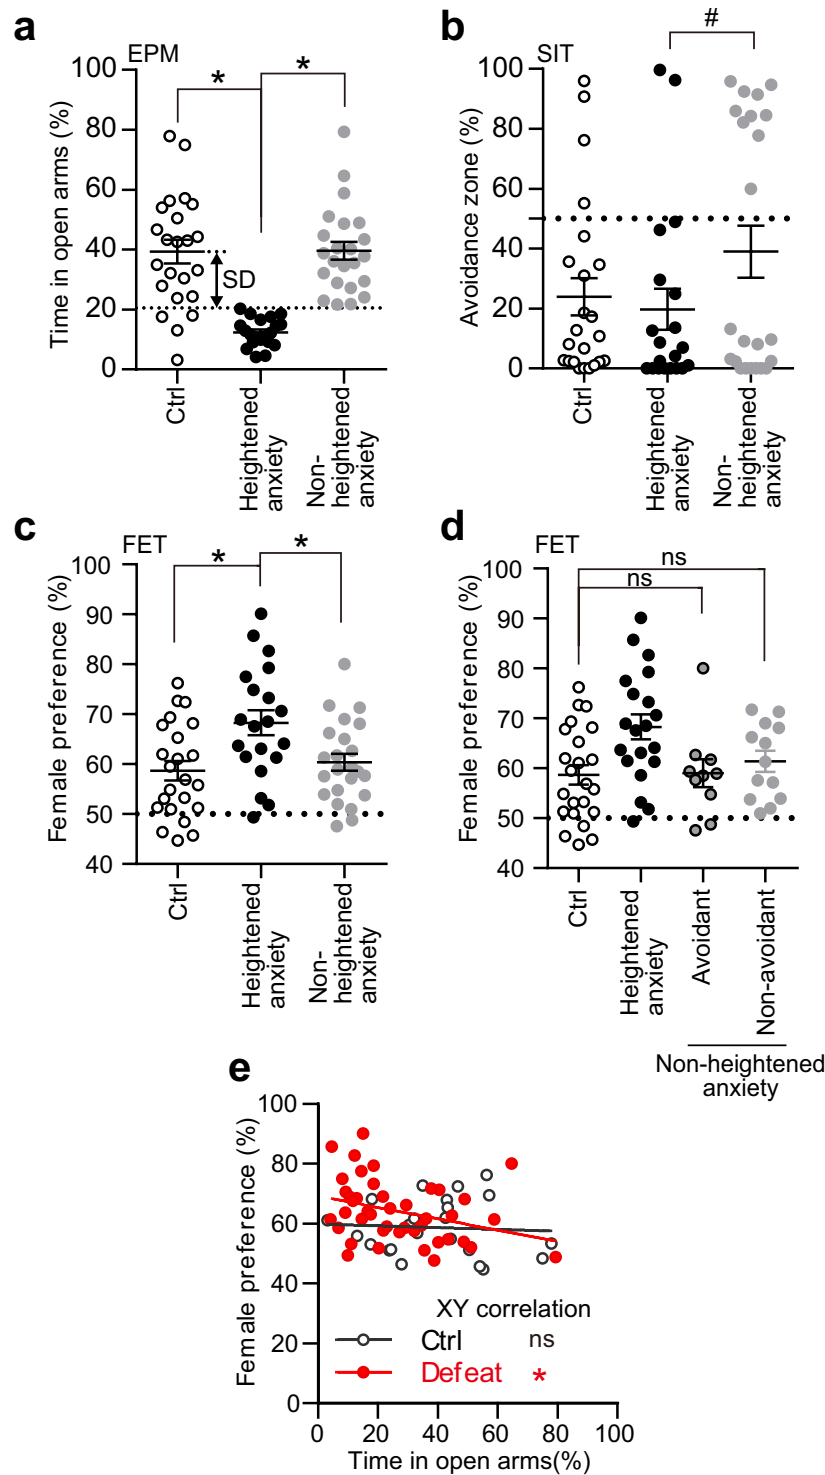 a
EPM
Time in open arms (%)
100
80
60
40
20
0
*
*
SD
Ctrl
Heightened
anxiety
Non-
heightened
anxiety
b
SIT
Avoidance zone (%)
100
80
60
40
20
0
#
Ctrl
Heightened
anxiety
Non-
heightened
anxiety
c
FET
Female preference (%)
100
90
80
70
60
50
40
*
*
Ctrl
Heightened
anxiety
Non-
heightened
anxiety
d
FET
Female preference (%)
100
90
80
70
60
50
40
ns
ns
Ctrl
Heightened
anxiety
Avoidant
Non-avoidant
Non-heightened
anxiety
e
Female preference (%)
100
80
60
40
20
0
XY correlation
Ctrl ns
Defeat *
0 20 40 60 80 100
Time in open arms(%)